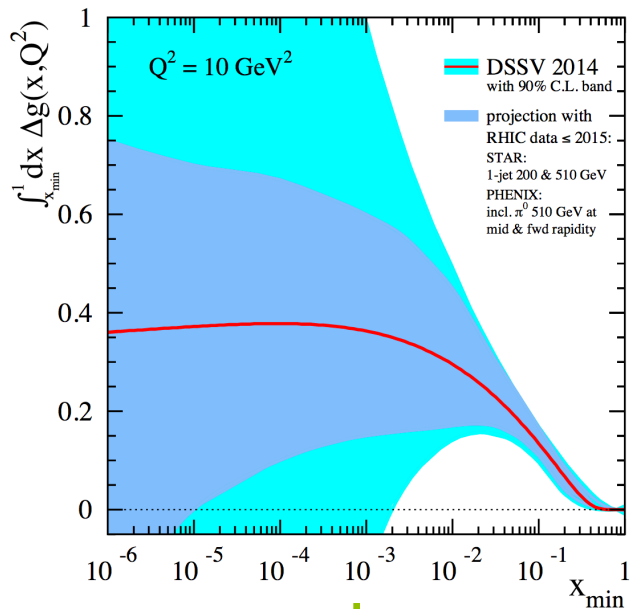 Q² = 10 GeV²
DSSV 2014
with 90% C.L. band
projection with
RHIC data ≤ 2015:
STAR:
1-jet 200 & 510 GeV
PHENIX:
incl. π⁰ 510 GeV at
mid & fwd rapidity
∫¹ₓₘᵢₙ dx Δg(x,Q²)
1
0.8
0.6
0.4
0.2
0
10⁻⁶ 10⁻⁵ 10⁻⁴ 10⁻³ 10⁻² 10⁻¹ 1
xₘᵢₙ